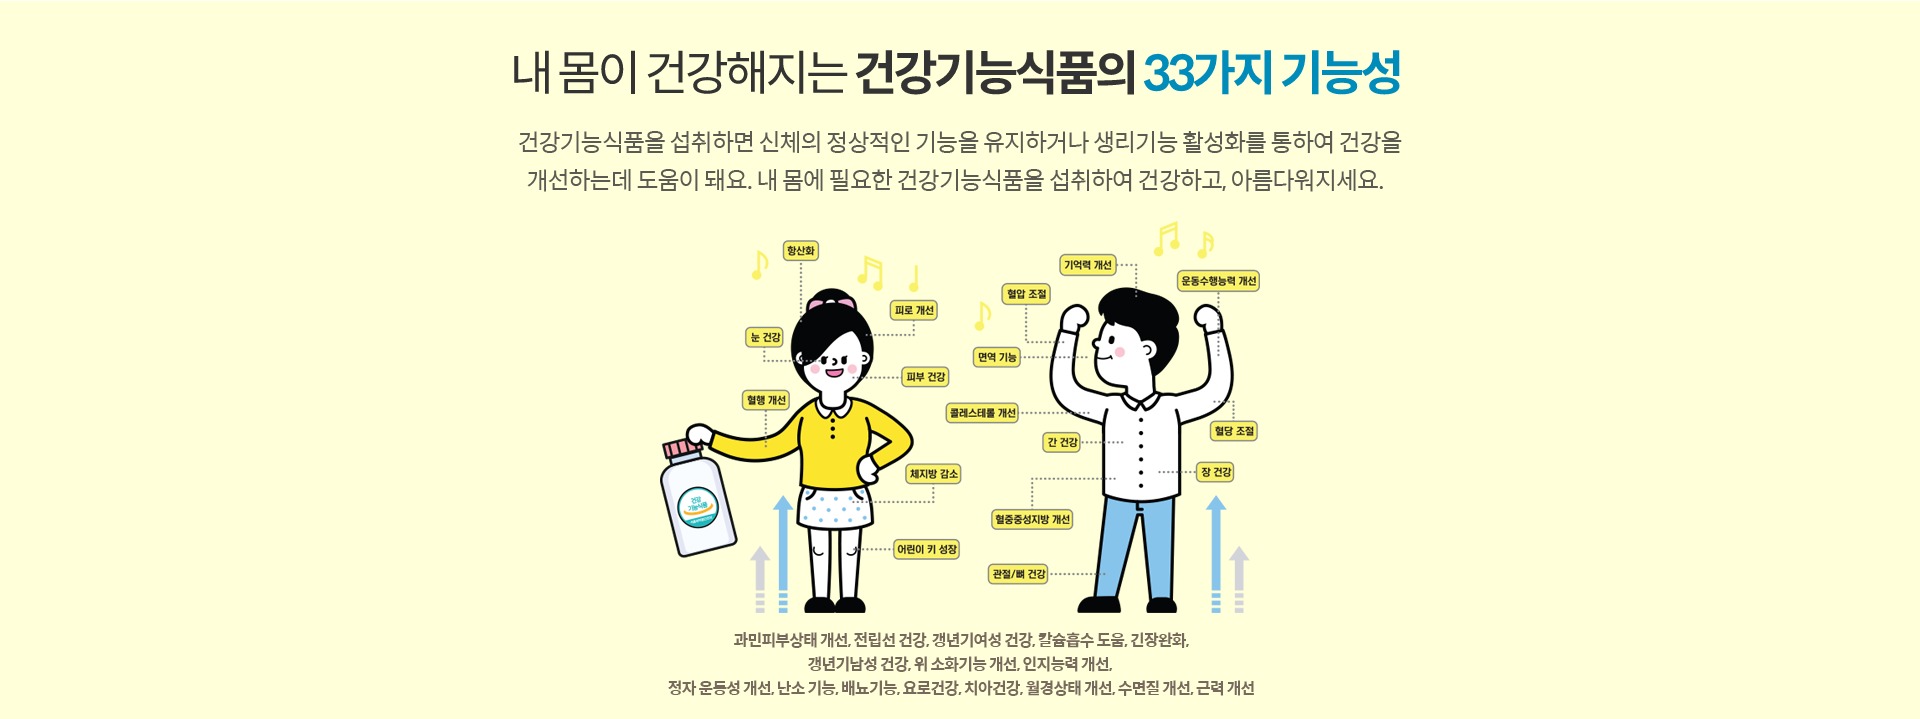 내 몸이 건강해지는 건강기능식품의 33가지 기능성
건강기능식품을 섭취하면 신체의 정상적인 기능을 유지하거나 생리기능 활성화를 통하여 건강을
개선하는데 도움이 돼요. 내 몸에 필요한 건강기능식품을 섭취하여 건강하고, 아름다워지세요.
항산화
피로 개선
눈 건강
피부 건강
혈행 개선
체지방 감소
어린이 키 성장
건강
기능식품
기억력 개선
운동수행능력 개선
혈압 조절
면역 기능
콜레스테롤 개선
혈당 조절
간 건강
장 건강
혈중중성지방 개선
관절/뼈 건강
과민피부상태 개선, 전립선 건강, 갱년기여성 건강, 칼슘흡수 도움, 긴장완화,
갱년기남성 건강, 위 소화기능 개선, 인지능력 개선,
정자 운동성 개선, 난소 기능, 배뇨기능, 요로건강, 치아건강, 월경상태 개선, 수면질 개선, 근력 개선